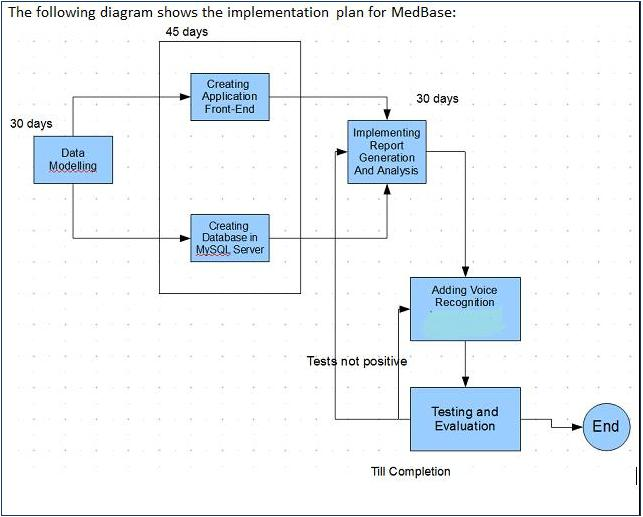 The following diagram shows the implementation plan for MedBase:
45 days
Creating
Application
Front-End
30 days
30 days
Implementing
Report
Generation
And Analysis
Data
Modelling
Creating
Database in
MySQL Server
Adding Voice
Recognition
Tests not positive
Testing and
Evaluation
End
Till Completion